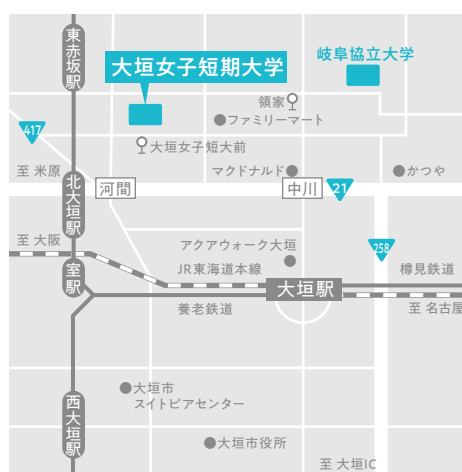 東赤坂駅
大垣女子短期大学
岐阜協立大学
領家
ファミリーマート
417
大垣女子短大前
至 米原
マクドナルド
かつや
北大垣駅
河間
中川
21
至 大阪
アクアウォーク大垣
258
室駅
JR東海道本線
樽見鉄道
大垣駅
養老鉄道
至 名古屋
大垣市
スイトピアセンター
西大垣駅
大垣市役所
至 大垣IC